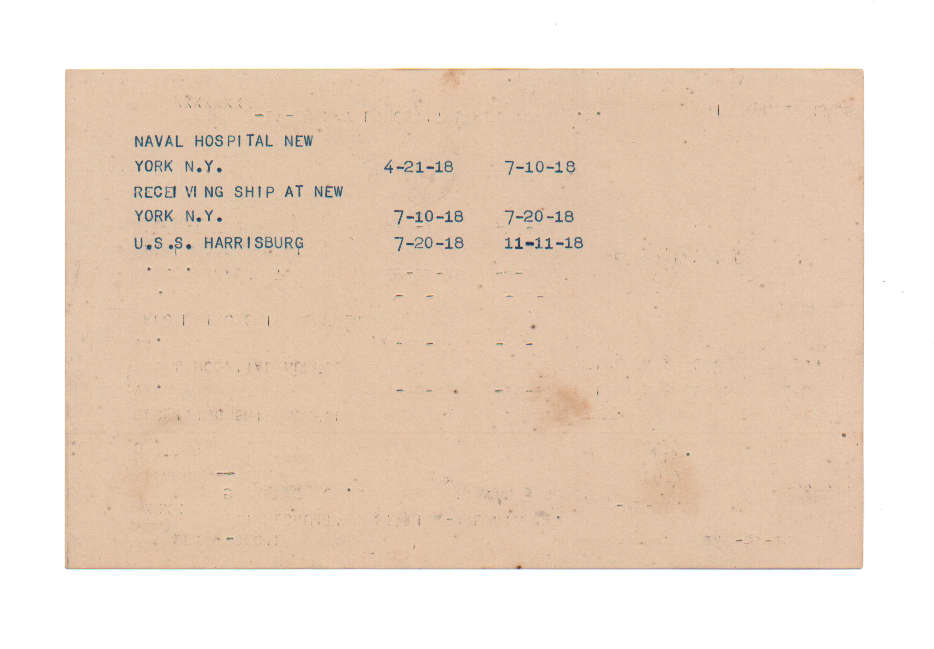 NAVAL HOSPITAL NEW
YORK N.Y. 4-21-18 7-10-18
RECEIVING SHIP AT NEW
YORK N.Y. 7-10-18 7-20-18
U.S.S. HARRISBURG 7-20-18 11-11-18